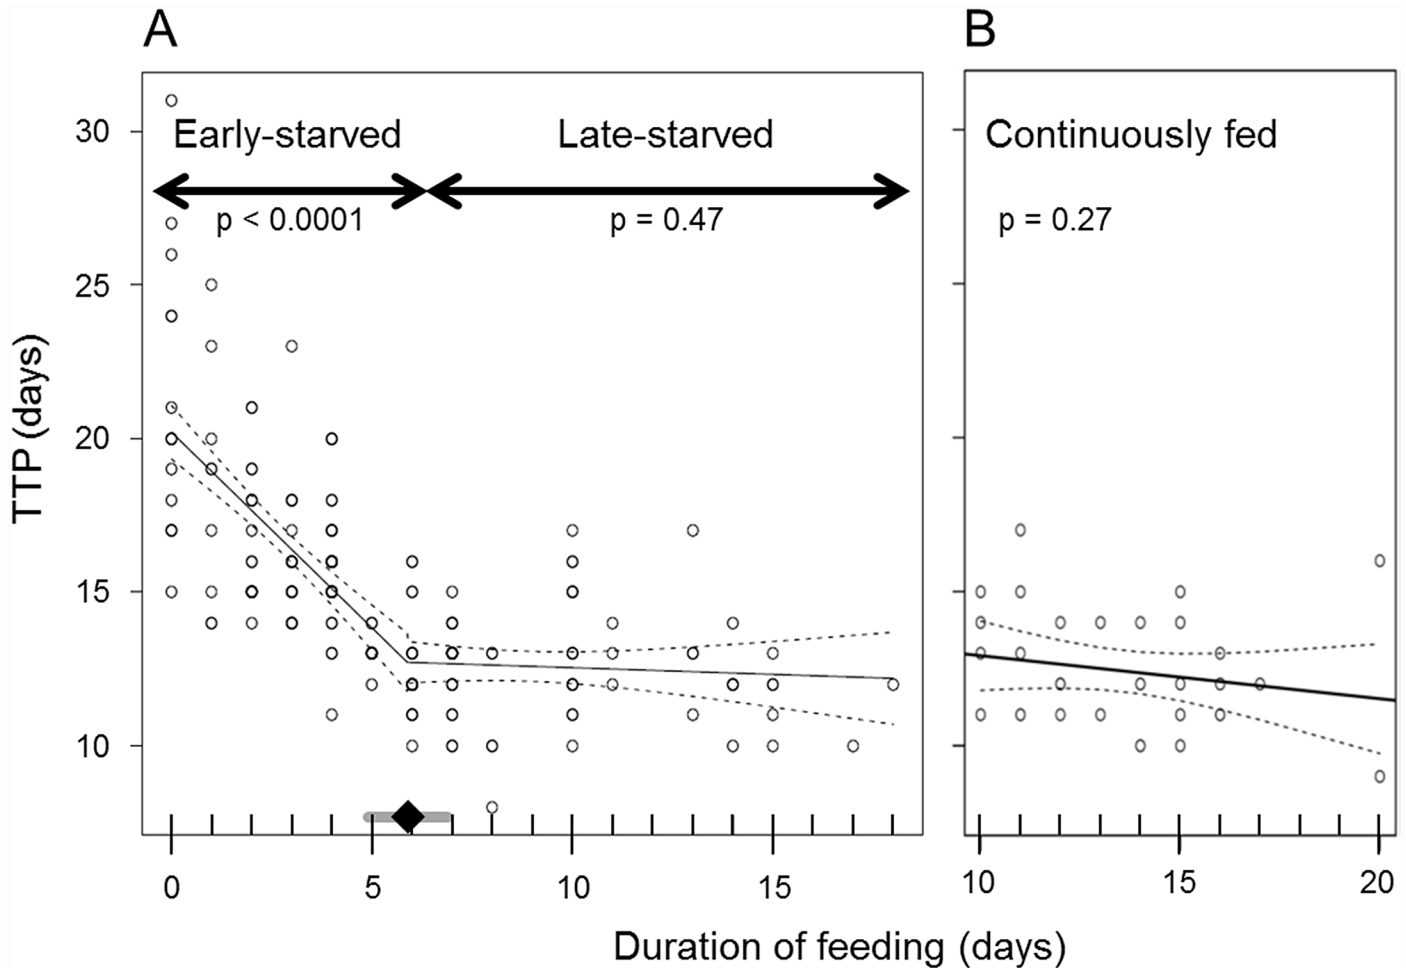 A
B
Early-starved
Late-starved
Continuously fed
p < 0.0001
p = 0.47
p = 0.27
30
25
20
15
10
TTP (days)
0
5
10
15
10
15
20
Duration of feeding (days)